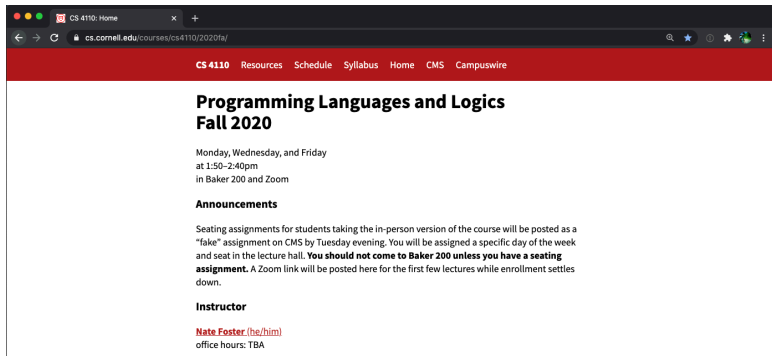 CS 4110: Home
cs.cornell.edu/courses/cs4110/2020fa/
CS 4110 Resources Schedule Syllabus Home CMS Campuswire
Programming Languages and Logics
Fall 2020
Monday, Wednesday, and Friday
at 1:50–2:40pm
in Baker 200 and Zoom
Announcements
Seating assignments for students taking the in-person version of the course will be posted as a
“fake” assignment on CMS by Tuesday evening. You will be assigned a specific day of the week
and seat in the lecture hall. You should not come to Baker 200 unless you have a seating
assignment. A Zoom link will be posted here for the first few lectures while enrollment settles
down.
Instructor
Nate Foster (he/him)
office hours: TBA